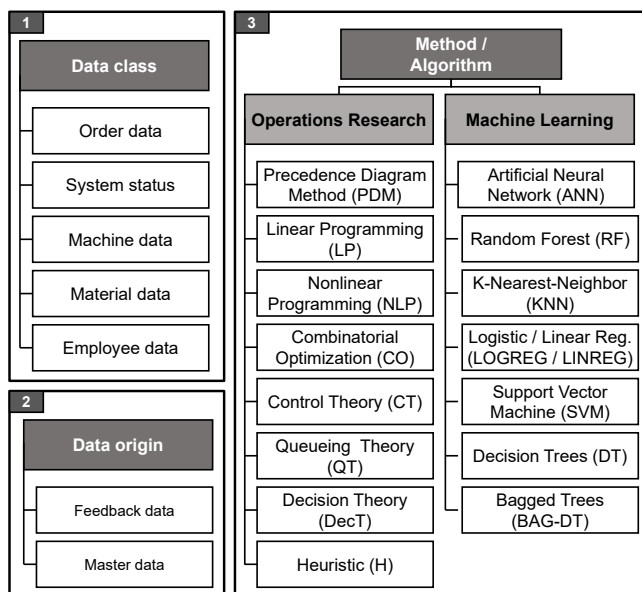 1
Data class
Order data
System status
Machine data
Material data
Employee data
2
Data origin
Feedback data
Master data
3
Method /
Algorithm
Operations Research
Precedence Diagram
Method (PDM)
Linear Programming
(LP)
Nonlinear
Programming (NLP)
Combinatorial
Optimization (CO)
Control Theory (CT)
Queueing Theory
(QT)
Decision Theory
(DecT)
Heuristic (H)
Machine Learning
Artificial Neural
Network (ANN)
Random Forest (RF)
K-Nearest-Neighbor
(KNN)
Logistic / Linear Reg.
(LOGREG / LINREG)
Support Vector
Machine (SVM)
Decision Trees (DT)
Bagged Trees
(BAG-DT)